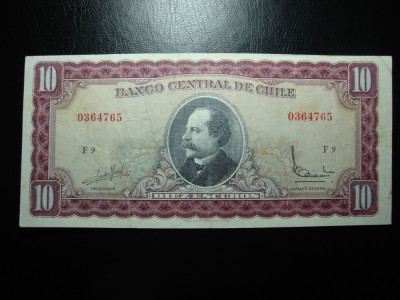 10 BANCO CENTRAL DE CHILE 10
0364765 0364765
F 9 F 9
10 DIEZ ESCUDOS 10